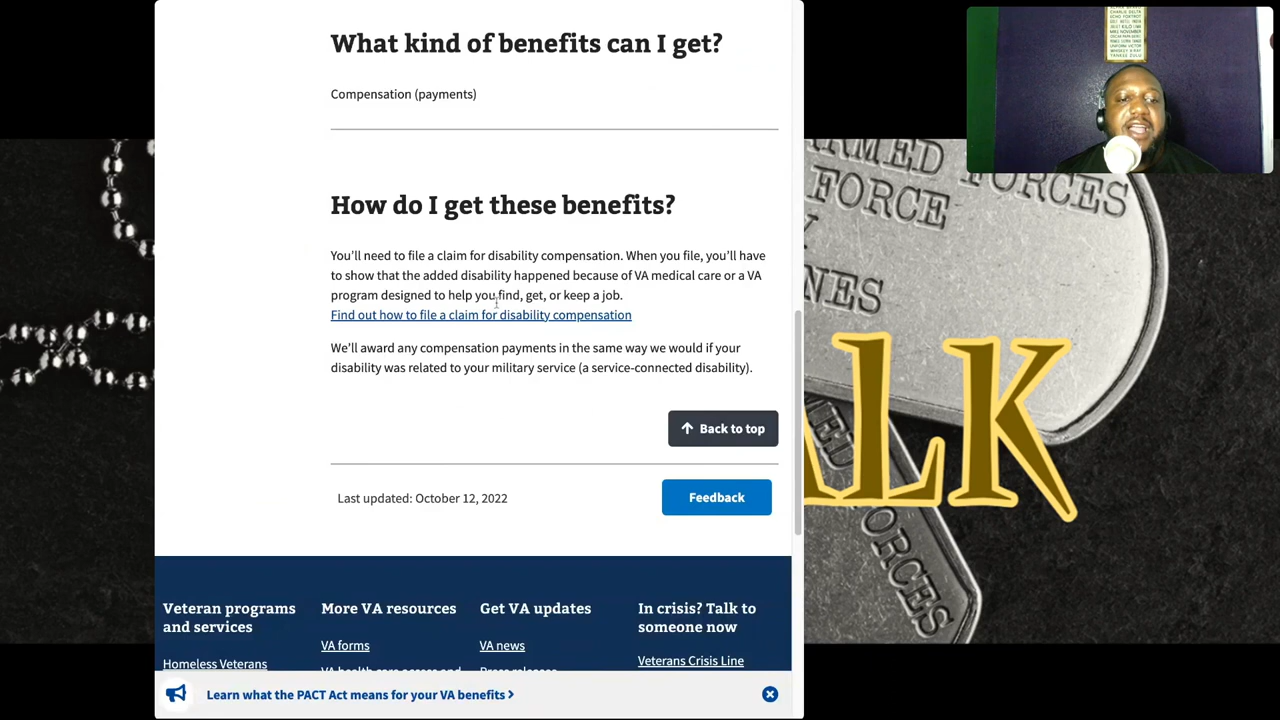 What kind of benefits can I get?
Compensation (payments)
How do I get these benefits?
You'll need to file a claim for disability compensation. When you file, you'll have
to show that the added disability happened because of VA medical care or a VA
program designed to help you find, get, or keep a job.
Find out how to file a claim for disability compensation
We'll award any compensation payments in the same way we would if your
disability was related to your military service (a service-connected disability).
Back to top
Last updated: October 12, 2022
Feedback
Veteran programs
and services
Homeless Veterans
More VA resources
VA forms
Get VA updates
VA news
In crisis? Talk to
someone now
Veterans Crisis Line
Learn what the PACT Act means for your VA benefits
ARMED FORCES
FORCE
NES
ALK
FORCES